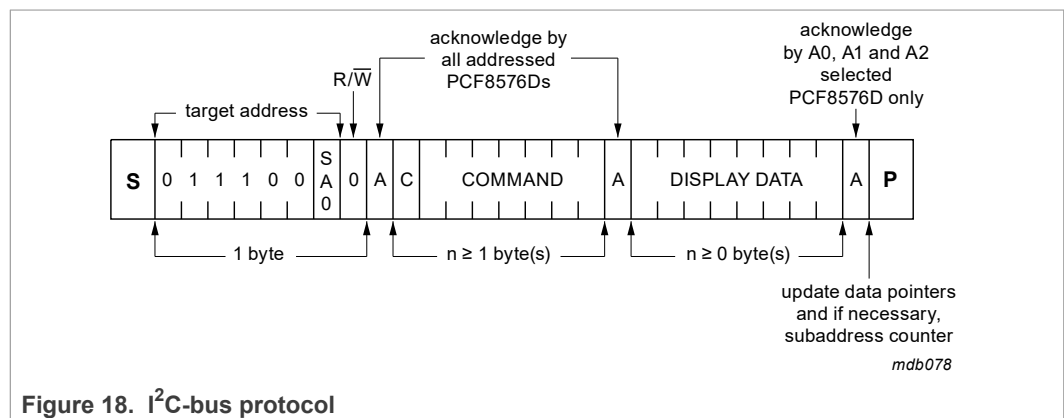 acknowledge by
all addressed
PCF8576Ds
acknowledge
by A0, A1 and A2
selected
PCF8576D only
R/W̅
target address
S 0 1 1 1 0 0 SA0 0 A C COMMAND A DISPLAY DATA A P
1 byte
n ≥ 1 byte(s)
n ≥ 0 byte(s)
update data pointers
and if necessary,
subaddress counter
mdb078
Figure 18. I²C-bus protocol